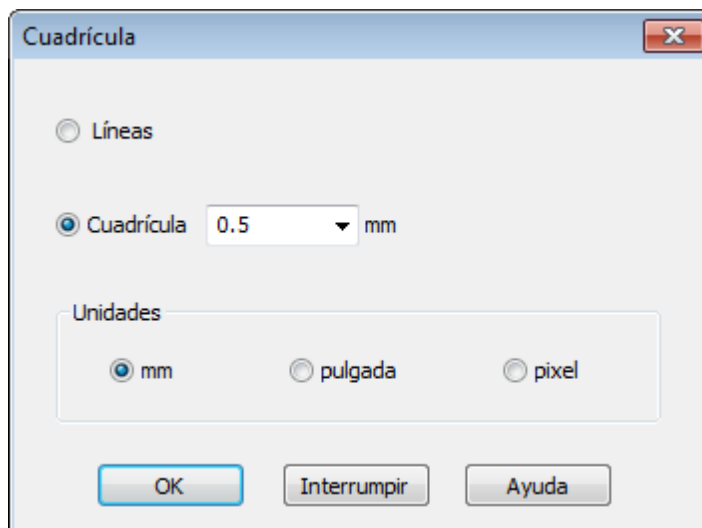 Cuadrícula
Líneas
Cuadrícula 0.5 mm
Unidades
mm pulgada pixel
OK Interrumpir Ayuda